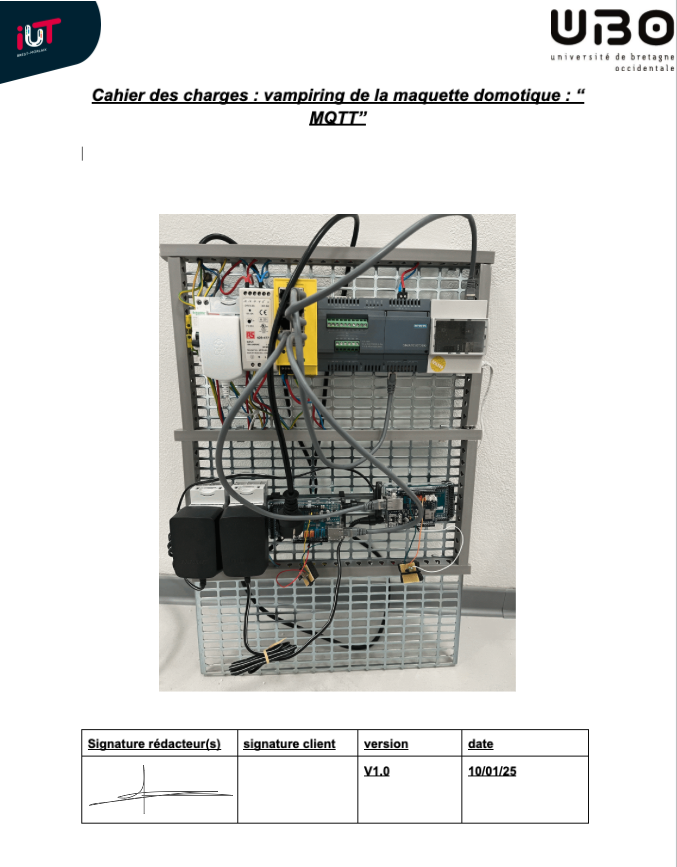 iUT
UBO
université de bretagne
occidentale
Cahier des charges : vampiring de la maquette domotique : “
MQTT”
RS
Signature rédacteur(s)
signature client
version
date
V1.0
10/01/25